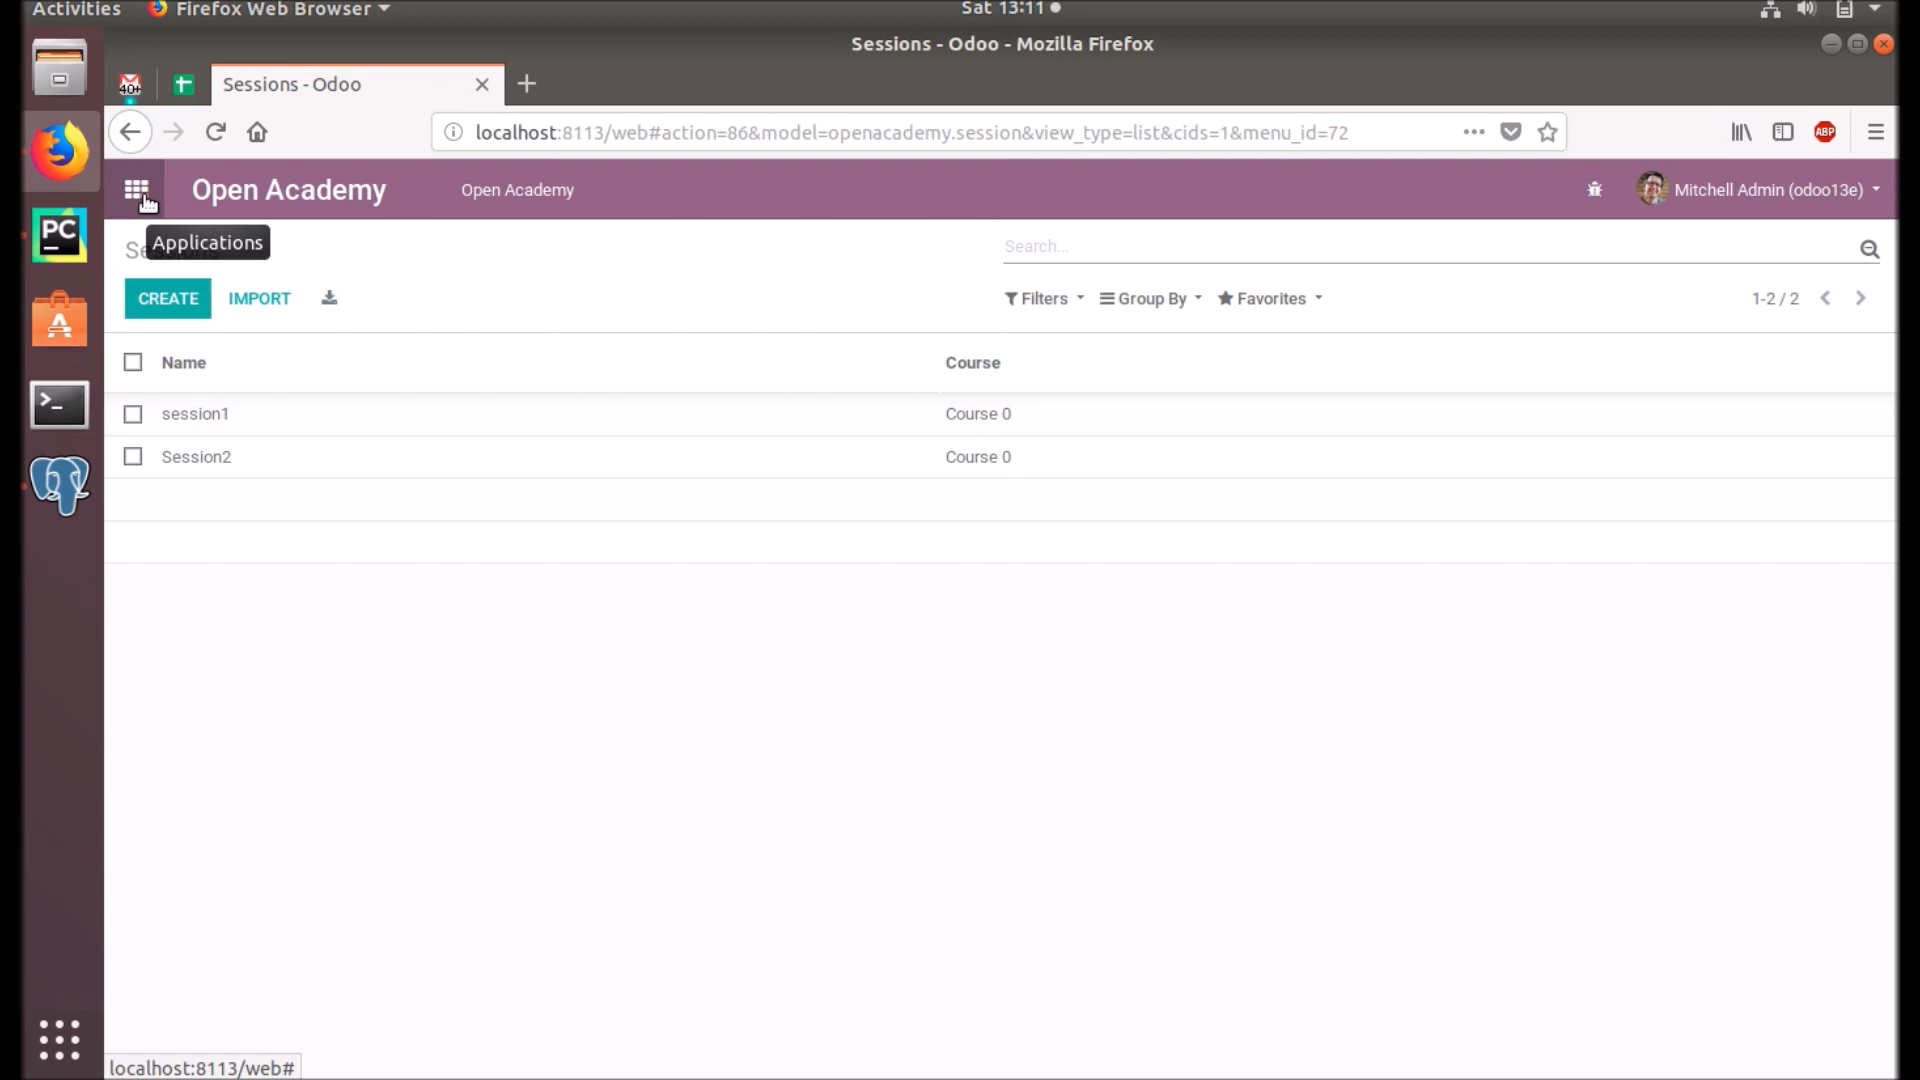 Activities Firefox Web Browser Sat 13:11
Sessions - Odoo - Mozilla Firefox
40+ Sessions - Odoo
localhost:8113/web#action=86&model=openacademy.session&view_type=list&cids=1&menu_id=72 ABP
Open Academy Open Academy Mitchell Admin (odoo13e)
PC
Applications
Search...
CREATE IMPORT Filters Group By Favorites 1-2 / 2
Name Course
session1 Course 0
Session2 Course 0
localhost:8113/web#